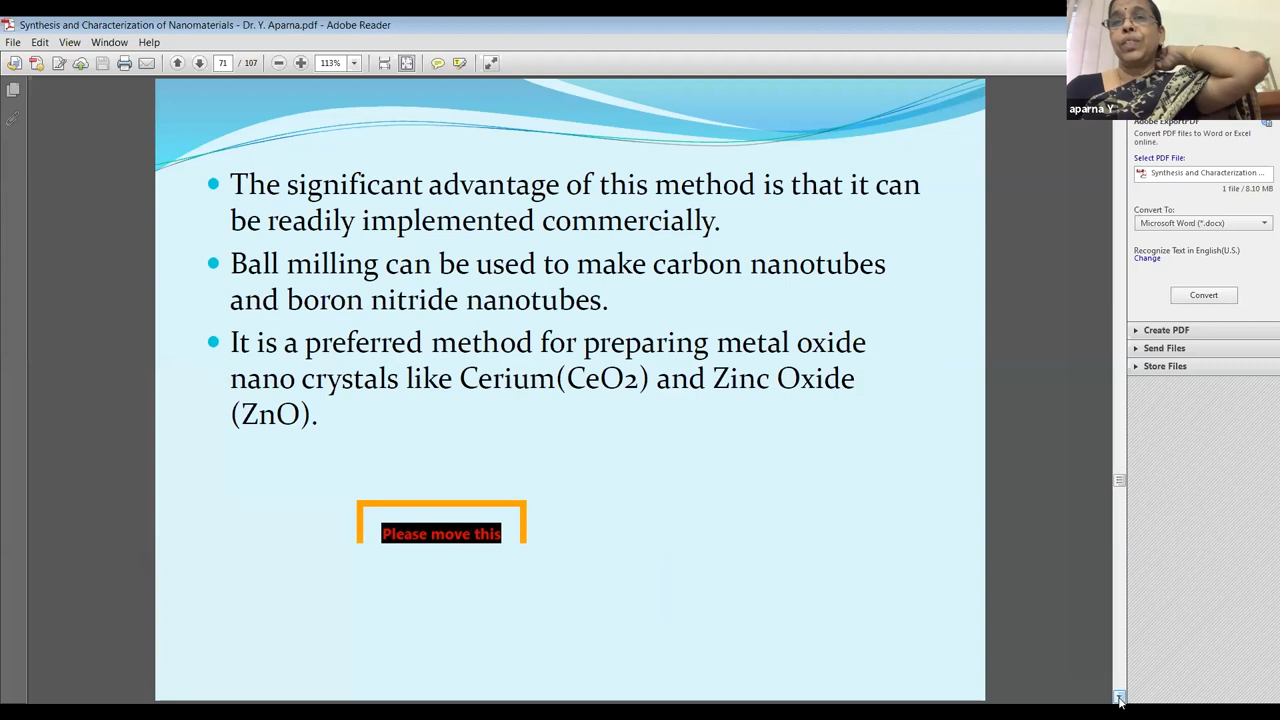 Synthesis and Characterization of Nanomaterials - Dr. Y. Aparna.pdf - Adobe Reader
File Edit View Window Help
71 / 107 113%
aparna Y
The significant advantage of this method is that it can
be readily implemented commercially.
Ball milling can be used to make carbon nanotubes
and boron nitride nanotubes.
It is a preferred method for preparing metal oxide
nano crystals like Cerium(CeO2) and Zinc Oxide
(ZnO).
Please move this
Adobe ExportPDF
Convert PDF files to Word or Excel
online.
Select PDF File:
Synthesis and Characterization ...
1 file / 8.10 MB
Convert To:
Microsoft Word (*.docx)
Recognize Text in English(U.S.)
Change
Convert
Create PDF
Send Files
Store Files